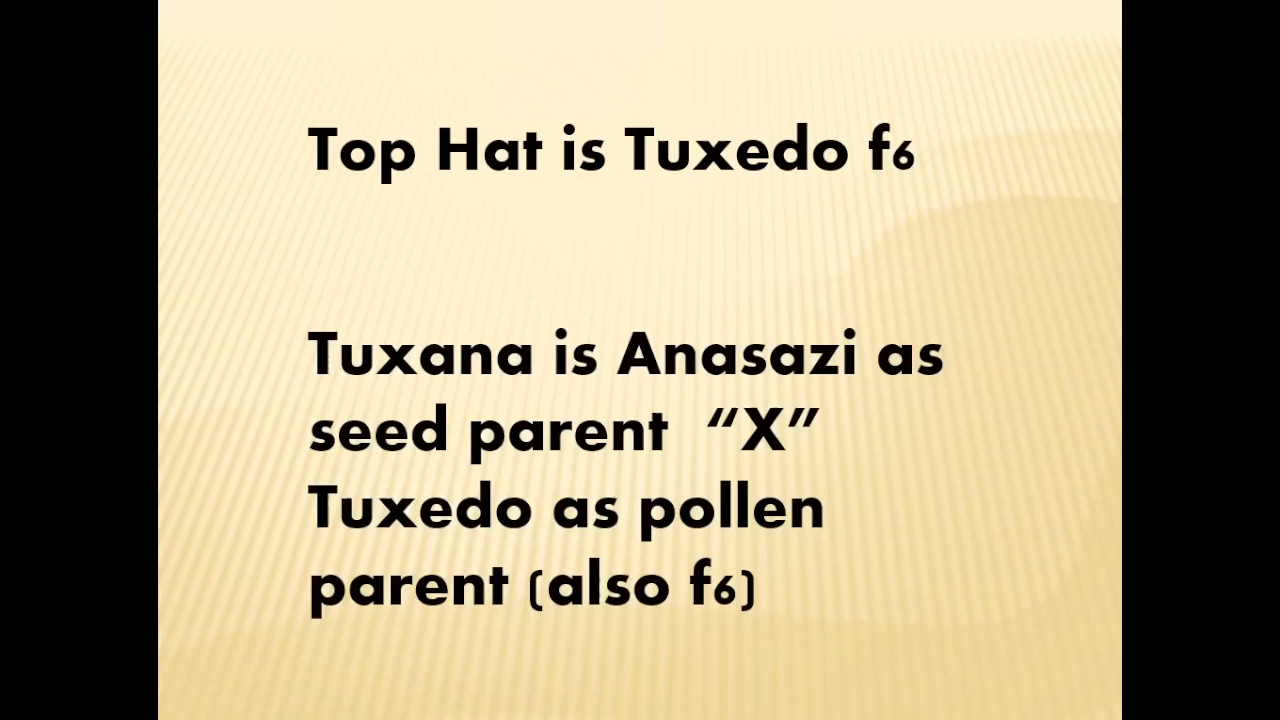 Top Hat is Tuxedo f6
Tuxana is Anasazi as
seed parent “X”
Tuxedo as pollen
parent (also f6)